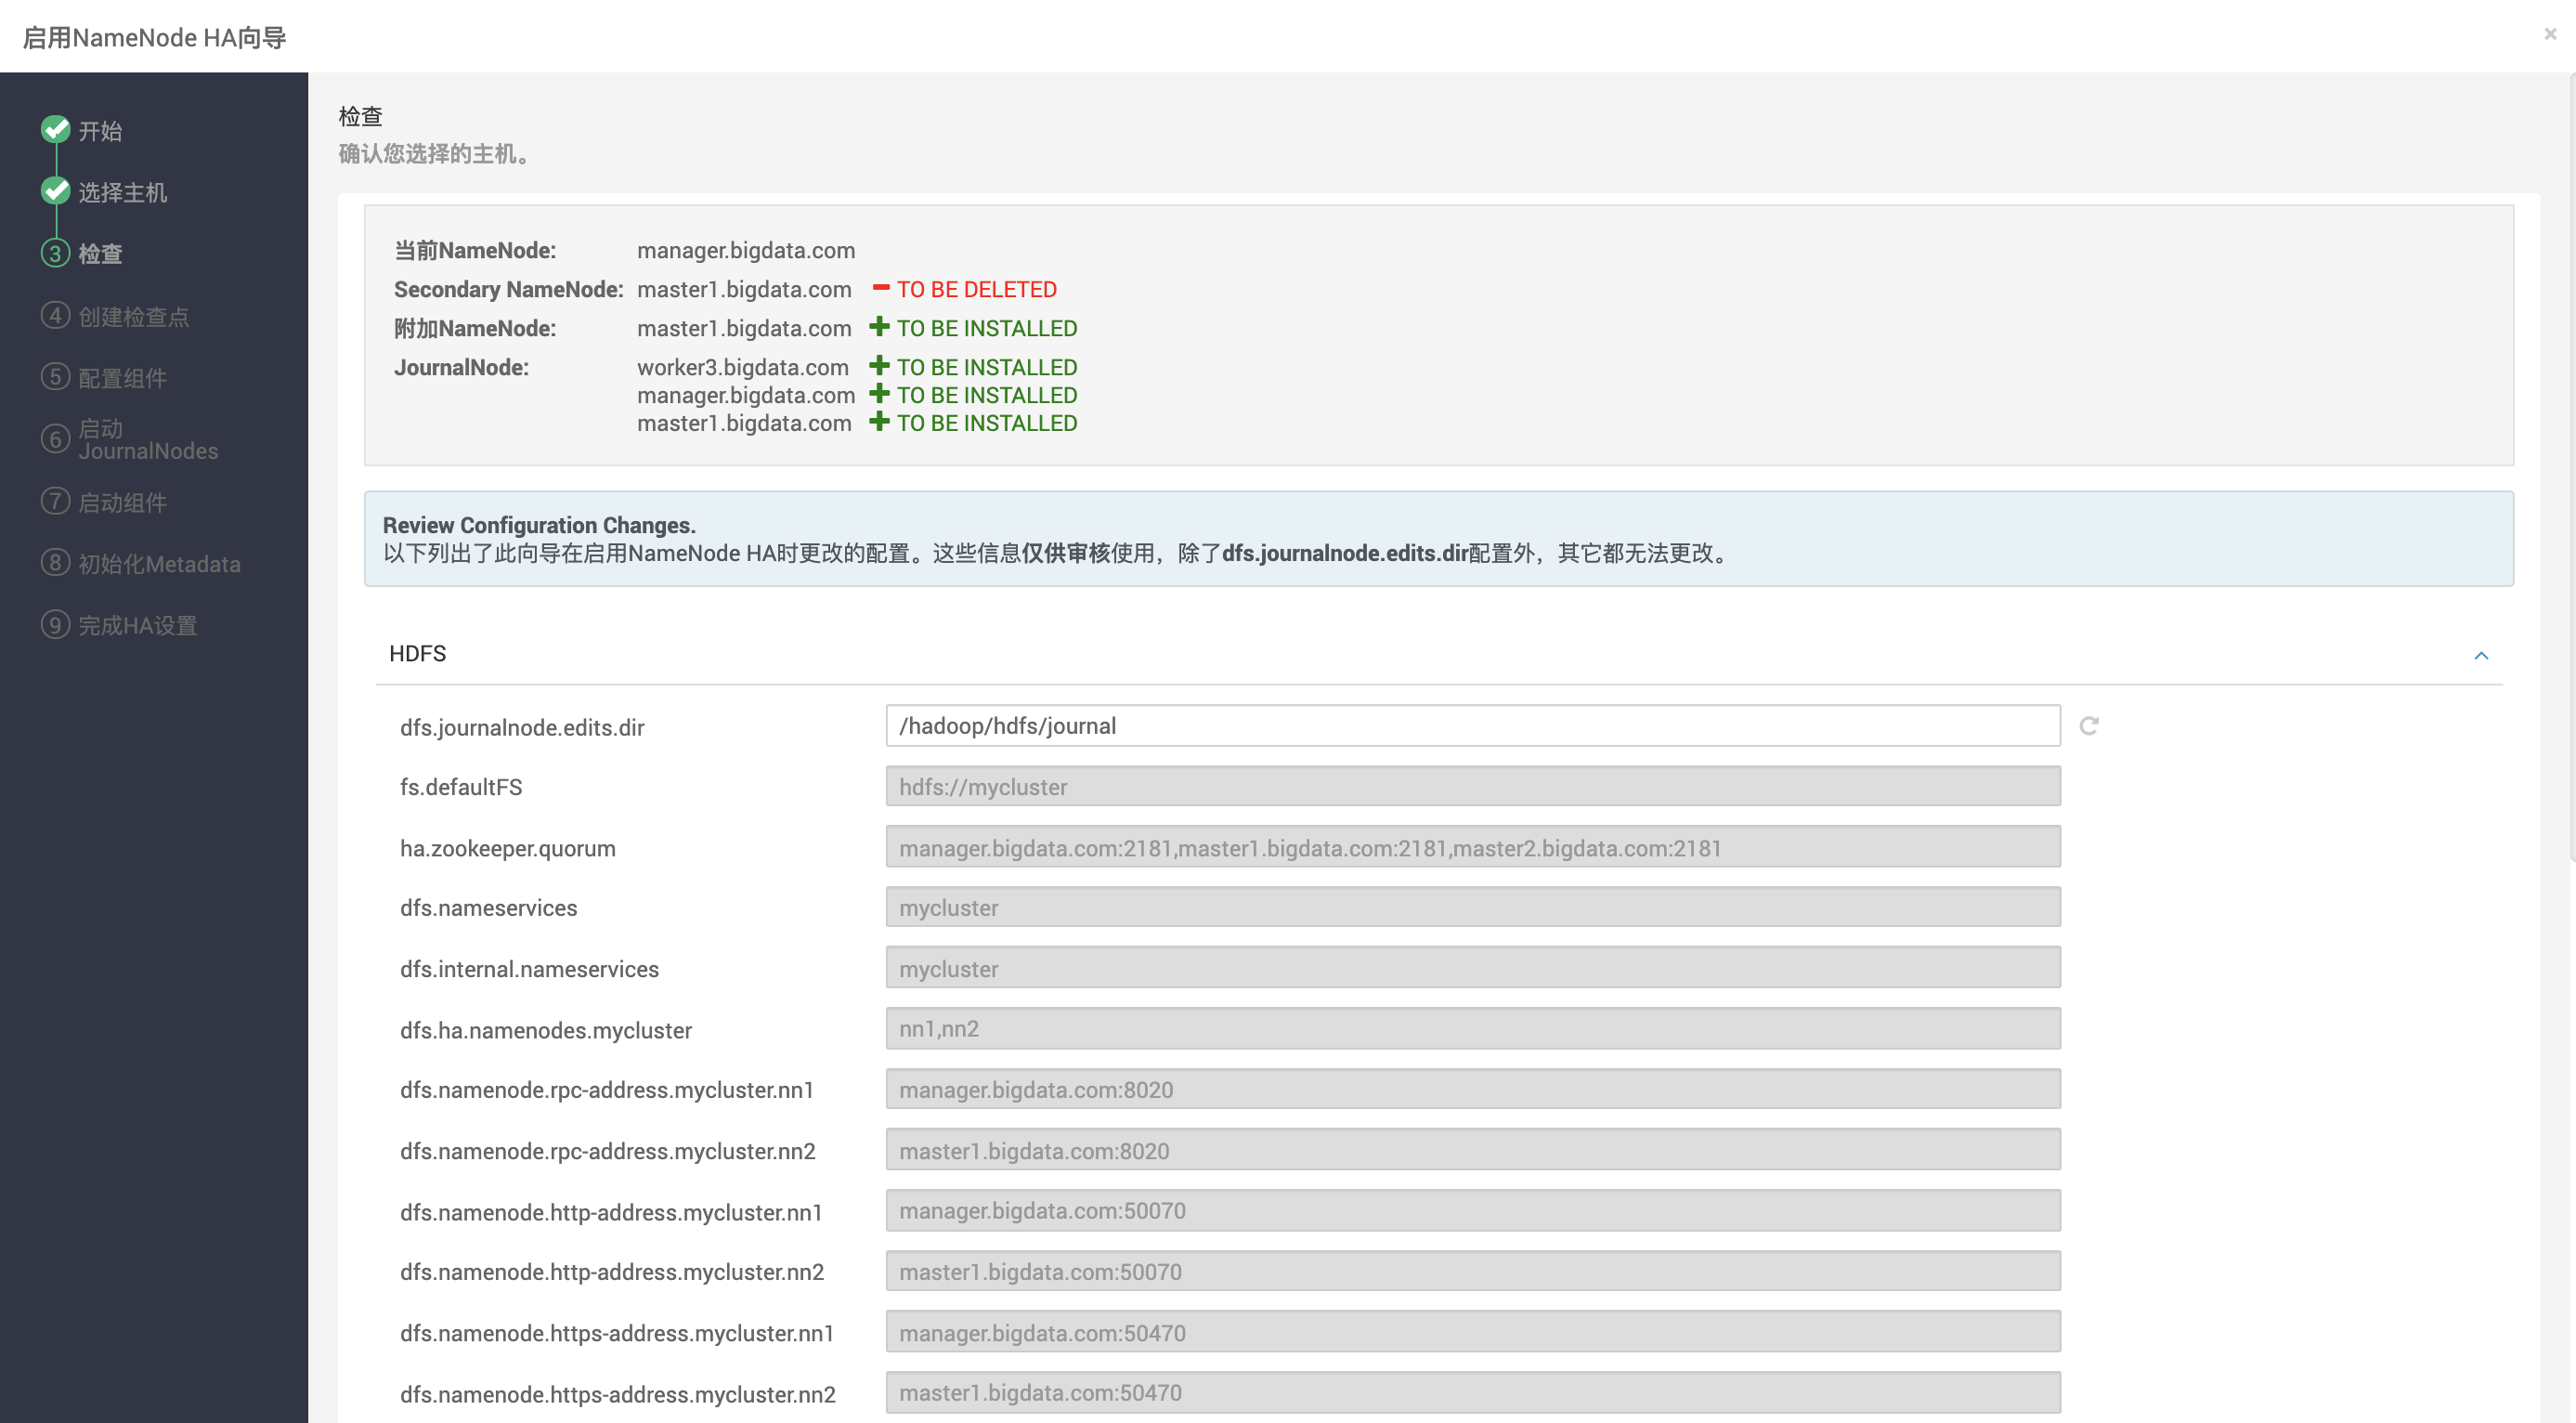 启用NameNode HA向导
×
开始
选择主机
3 检查
4 创建检查点
5 配置组件
6 启动
JournalNodes
7 启动组件
8 初始化Metadata
9 完成HA设置
检查
确认您选择的主机。
当前NameNode: manager.bigdata.com
Secondary NameNode: master1.bigdata.com TO BE DELETED
附加NameNode: master1.bigdata.com TO BE INSTALLED
JournalNode: worker3.bigdata.com TO BE INSTALLED
manager.bigdata.com TO BE INSTALLED
master1.bigdata.com TO BE INSTALLED
Review Configuration Changes.
以下列出了此向导在启用NameNode HA时更改的配置。这些信息仅供审核使用，除了dfs.journalnode.edits.dir配置外，其它都无法更改。
HDFS
dfs.journalnode.edits.dir /hadoop/hdfs/journal
fs.defaultFS hdfs://mycluster
ha.zookeeper.quorum manager.bigdata.com:2181,master1.bigdata.com:2181,master2.bigdata.com:2181
dfs.nameservices mycluster
dfs.internal.nameservices mycluster
dfs.ha.namenodes.mycluster nn1,nn2
dfs.namenode.rpc-address.mycluster.nn1 manager.bigdata.com:8020
dfs.namenode.rpc-address.mycluster.nn2 master1.bigdata.com:8020
dfs.namenode.http-address.mycluster.nn1 manager.bigdata.com:50070
dfs.namenode.http-address.mycluster.nn2 master1.bigdata.com:50070
dfs.namenode.https-address.mycluster.nn1 manager.bigdata.com:50470
dfs.namenode.https-address.mycluster.nn2 master1.bigdata.com:50470